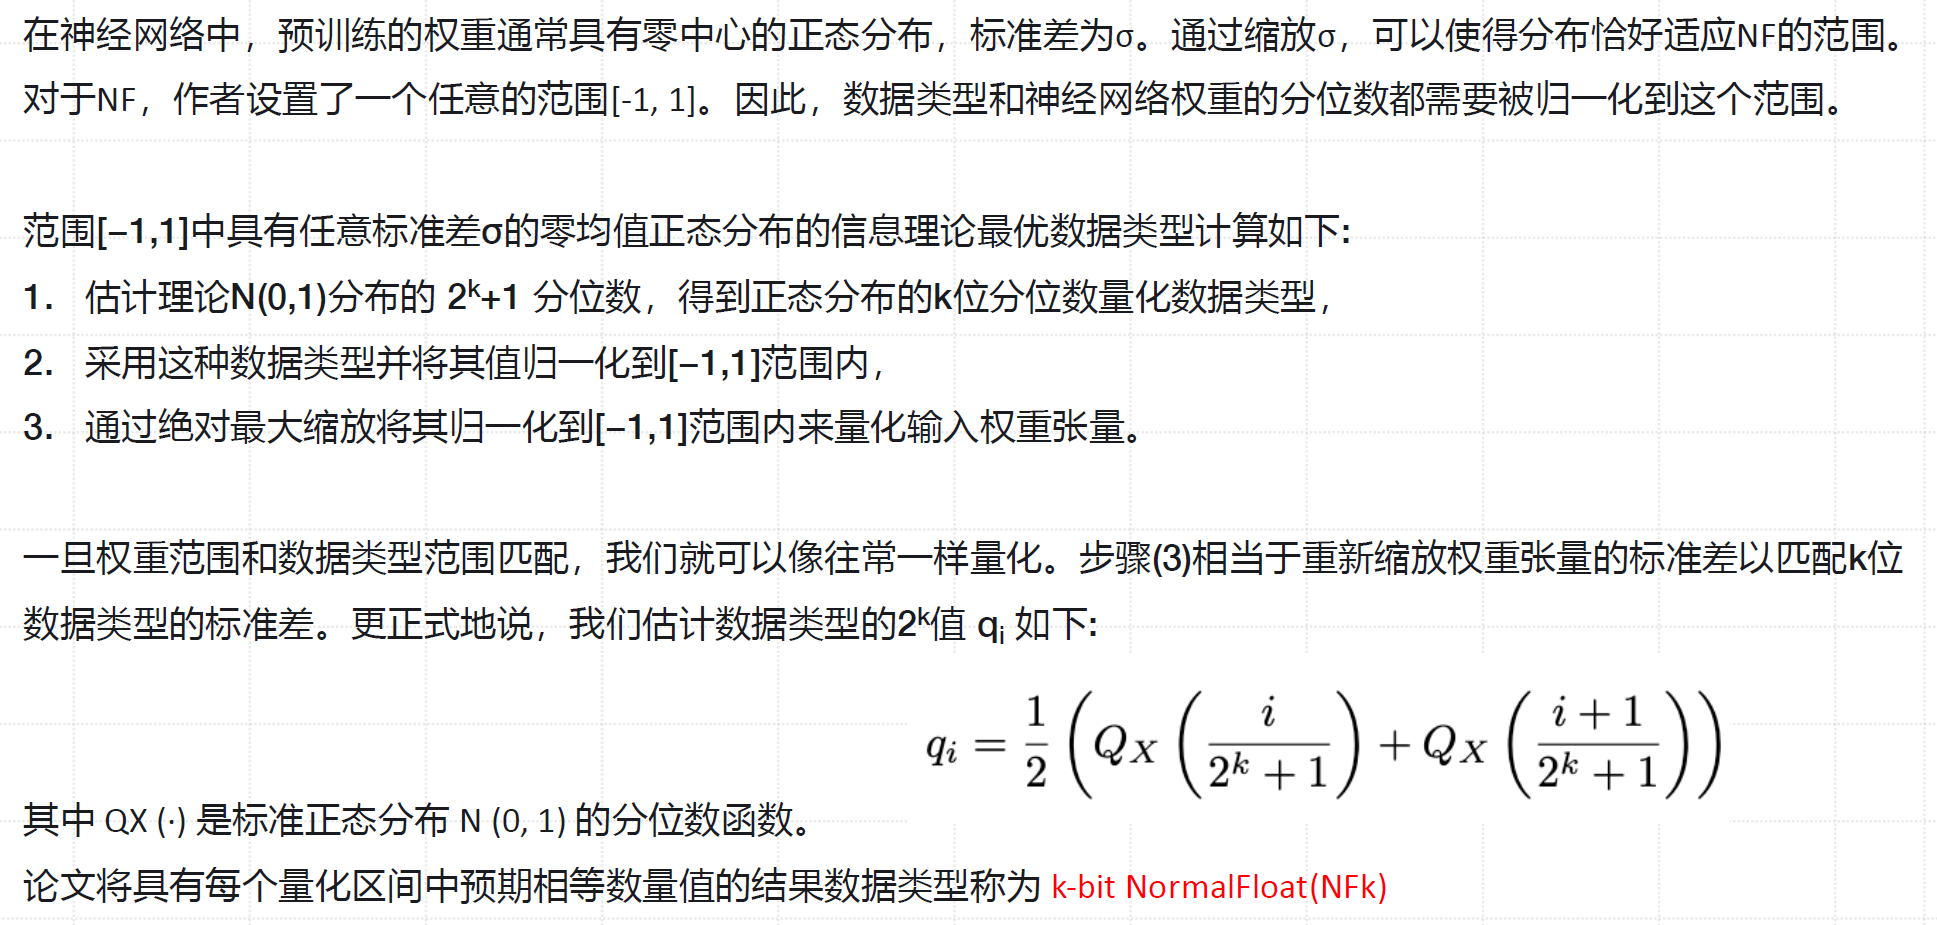 在神经网络中，预训练的权重通常具有零中心的正态分布，标准差为σ。通过缩放σ，可以使得分布恰好适应NF的范围。
对于NF，作者设置了一个任意的范围[-1, 1]。因此，数据类型和神经网络权重的分位数都需要被归一化到这个范围。
范围[−1,1]中具有任意标准差σ的零均值正态分布的信息理论最优数据类型计算如下:
1. 估计理论N(0,1)分布的 2ᵏ+1 分位数，得到正态分布的k位分位数量化数据类型，
2. 采用这种数据类型并将其值归一化到[−1,1]范围内，
3. 通过绝对最大缩放将其归一化到[−1,1]范围内来量化输入权重张量。
一旦权重范围和数据类型范围匹配，我们就可以像往常一样量化。步骤(3)相当于重新缩放权重张量的标准差以匹配k位
数据类型的标准差。更正式地说，我们估计数据类型的2ᵏ值 qᵢ 如下:
qᵢ = 1/2 (Q_X (i/(2ᵏ + 1)) + Q_X ((i + 1)/(2ᵏ + 1)))
其中 QX (·) 是标准正态分布 N (0, 1) 的分位数函数。
论文将具有每个量化区间中预期相等数量值的结果数据类型称为 k-bit NormalFloat(NFk)